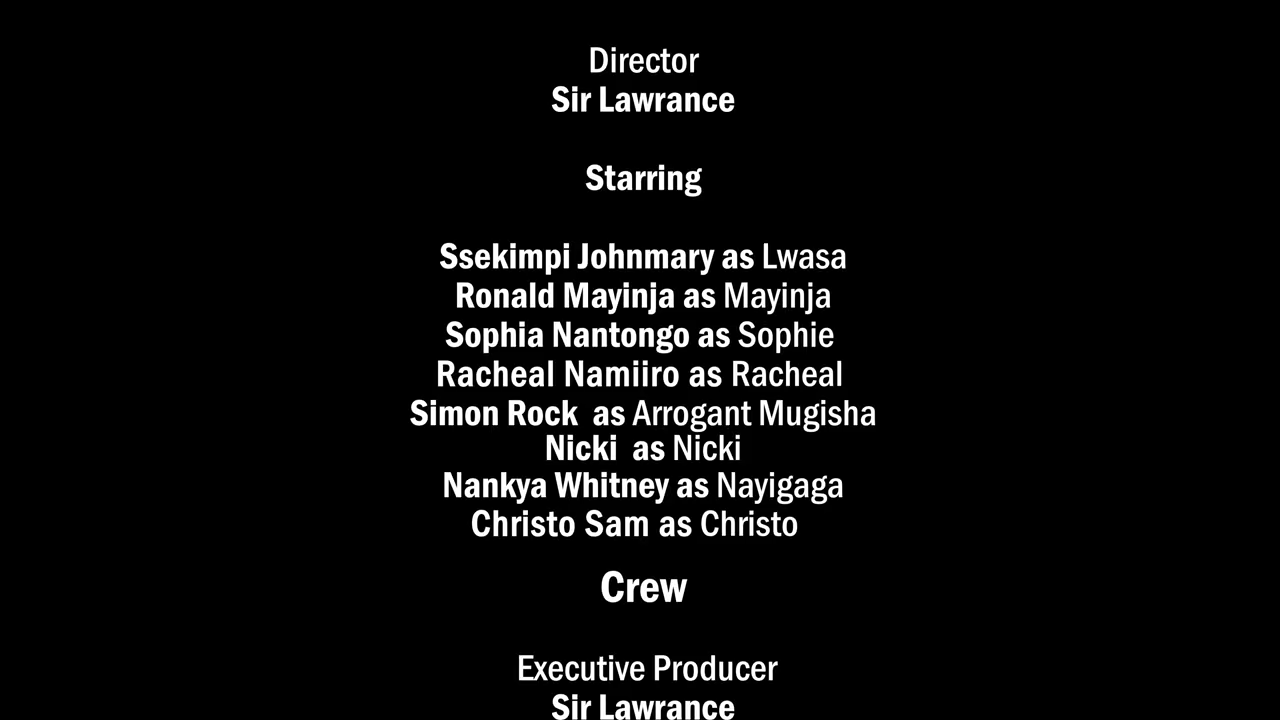 Director
Sir Lawrance
Starring
Ssekimpi Johnmary as Lwasa
Ronald Mayinja as Mayinja
Sophia Nantongo as Sophie
Racheal Namiiro as Racheal
Simon Rock  as Arrogant Mugisha
Nicki  as Nicki
Nankya Whitney as Nayigaga
Christo Sam as Christo
Crew
Executive Producer
Sir Lawrance